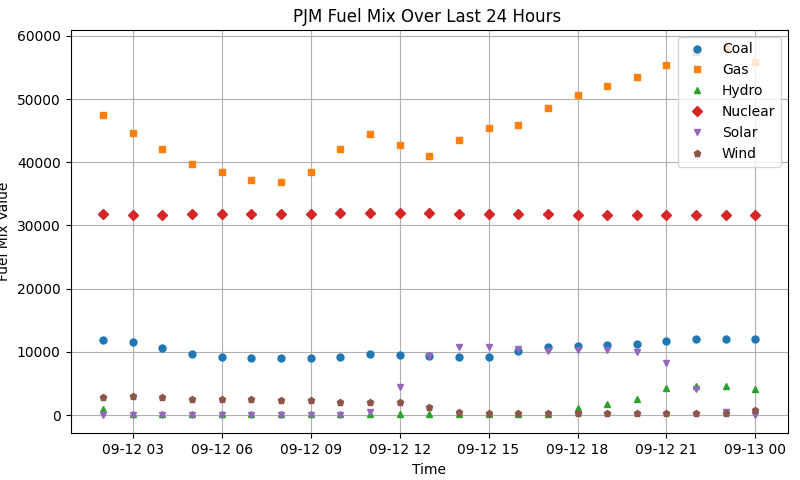 PJM Fuel Mix Over Last 24 Hours
Fuel Mix Value
60000
50000
40000
30000
20000
10000
0
Coal
Gas
Hydro
Nuclear
Solar
Wind
09-12 03
09-12 06
09-12 09
09-12 12
09-12 15
09-12 18
09-12 21
09-13 00
Time